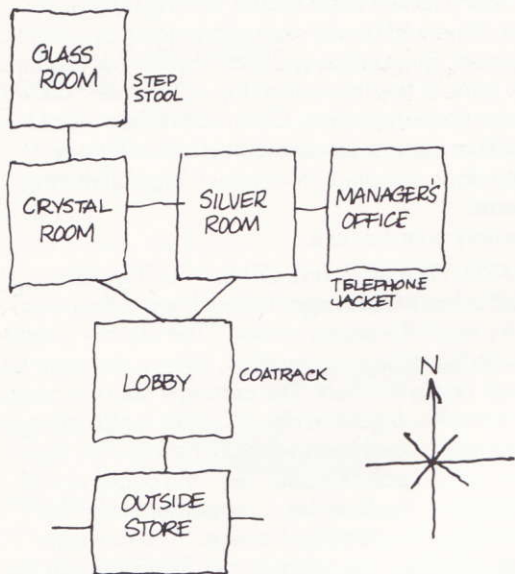 GLASS
ROOM
STEP
STOOL
CRYSTAL
ROOM
SILVER
ROOM
MANAGER'S
OFFICE
TELEPHONE
JACKET
LOBBY
COATRACK
N
OUTSIDE
STORE